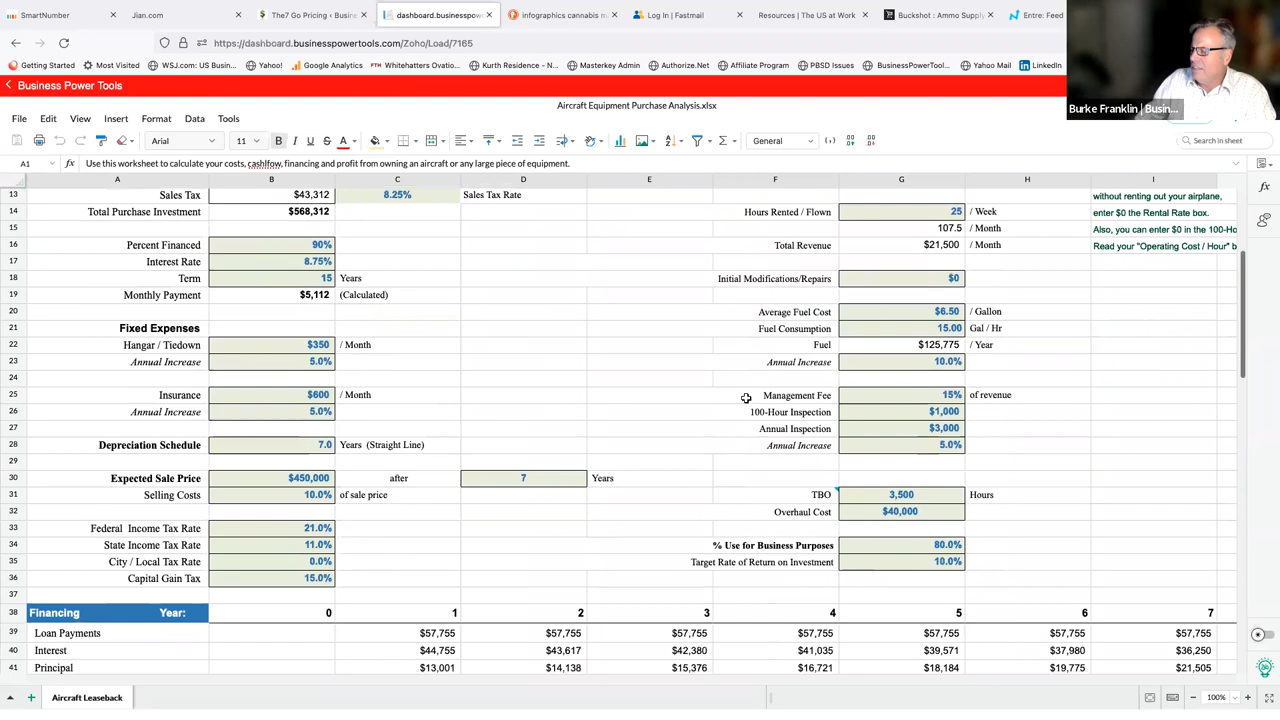 SmartNumber × Jian.com × The7 Go Pricing ‹ Busine × dashboard.businesspowe × infographics cannabis m × Log In | Fastmail × Resources | The US at Work × Buckshot : Ammo Supply × Entre: Feed
https://dashboard.businesspowertools.com/Zoho/Load/7165
Getting Started Most Visited WSJ.com: US Busin... Yahoo! Google Analytics FTN Whitehatters Ovatio... Kurth Residence - N... Masterkey Admin Authorize.Net Affiliate Program PBSD Issues BusinessPowerTool... Yahoo Mail LinkedIn
Burke Franklin | Busin...
Business Power Tools
Aircraft Equipment Purchase Analysis.xlsx
File Edit View Insert Format Data Tools
Arial 11 B I U S A General Search in sheet
A1 fx Use this worksheet to calculate your costs, cashlfow, financing and profit from owning an aircraft or any large piece of equipment.
A B C D E F G H I
13 Sales Tax $43,312 8.25% Sales Tax Rate without renting out your airplane,
14 Total Purchase Investment $568,312 Hours Rented / Flown 25 / Week enter $0 the Rental Rate box.
15 107.5 / Month Also, you can enter $0 in the 100-Ho
16 Percent Financed 90% Total Revenue $21,500 / Month Read your "Operating Cost / Hour" b
17 Interest Rate 8.75%
18 Term 15 Years Initial Modifications/Repairs $0
19 Monthly Payment $5,112 (Calculated)
20 Average Fuel Cost $6.50 / Gallon
21 Fixed Expenses Fuel Consumption 15.00 Gal / Hr
22 Hangar / Tiedown $350 / Month Fuel $125,775 / Year
23 Annual Increase 5.0% Annual Increase 10.0%
24
25 Insurance $600 / Month Management Fee 15% of revenue
26 Annual Increase 5.0% 100-Hour Inspection $1,000
27 Annual Inspection $3,000
28 Depreciation Schedule 7.0 Years (Straight Line) Annual Increase 5.0%
29
30 Expected Sale Price $450,000 after 7 Years
31 Selling Costs 10.0% of sale price TBO 3,500 Hours
32 Overhaul Cost $40,000
33 Federal Income Tax Rate 21.0%
34 State Income Tax Rate 11.0% % Use for Business Purposes 80.0%
35 City / Local Tax Rate 0.0% Target Rate of Return on Investment 10.0%
36 Capital Gain Tax 15.0%
37
38 Financing Year: 0 1 2 3 4 5 6 7
39 Loan Payments $57,755 $57,755 $57,755 $57,755 $57,755 $57,755 $57,755
40 Interest $44,755 $43,617 $42,380 $41,035 $39,571 $37,980 $36,250
41 Principal $13,001 $14,138 $15,376 $16,721 $18,184 $19,775 $21,505
Aircraft Leaseback 100%